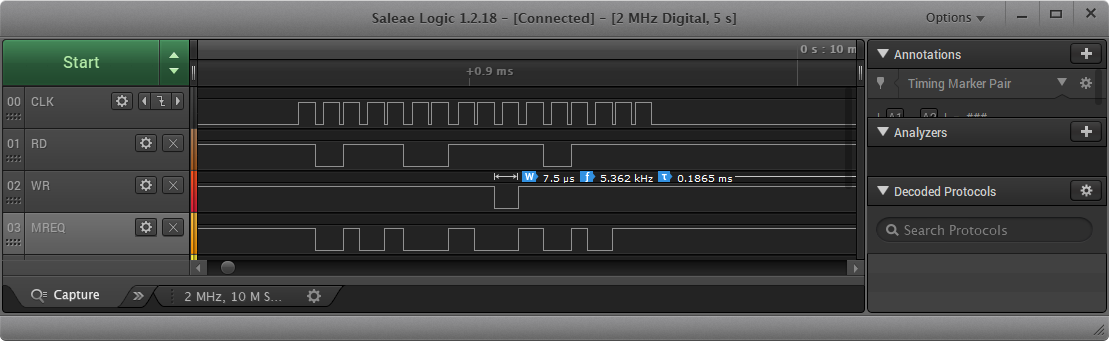 Saleae Logic 1.2.18 - [Connected] - [2 MHz Digital, 5 s]
Options
Start
0 s : 10 m
+0.9 ms
00 CLK
01 RD
02 WR
03 MREQ
W 7.5 µs f 5.362 kHz τ 0.1865 ms
Annotations
Timing Marker Pair
A1 A2 = ###
Analyzers
Decoded Protocols
Search Protocols
Capture
2 MHz, 10 M S...